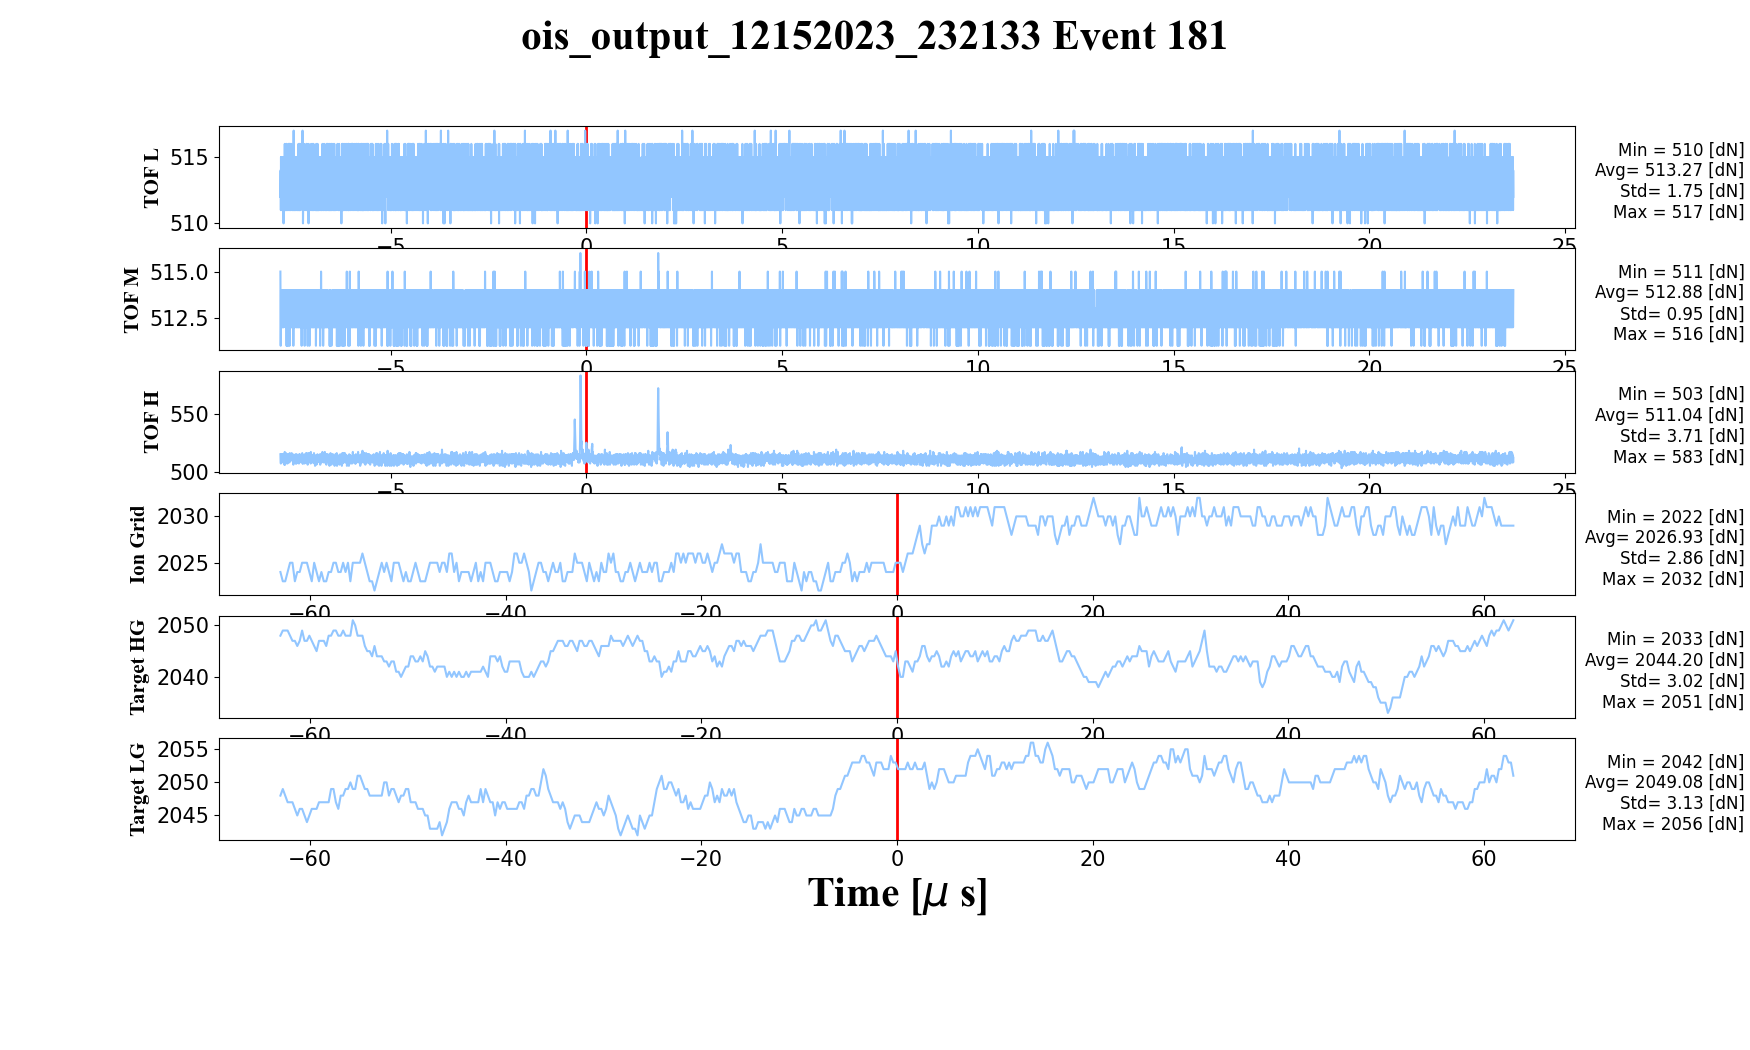 ois_output_12152023_232133 Event 181
TOF L
515
510
−5
0
5
10
15
20
25
Min = 510 [dN]
Avg= 513.27 [dN]
Std= 1.75 [dN]
Max = 517 [dN]
TOF M
515.0
512.5
−5
0
5
10
15
20
25
Min = 511 [dN]
Avg= 512.88 [dN]
Std= 0.95 [dN]
Max = 516 [dN]
TOF H
550
500
−5
0
5
10
15
20
25
Min = 503 [dN]
Avg= 511.04 [dN]
Std= 3.71 [dN]
Max = 583 [dN]
Ion Grid
2030
2025
−60
−40
−20
0
20
40
60
Min = 2022 [dN]
Avg= 2026.93 [dN]
Std= 2.86 [dN]
Max = 2032 [dN]
Target HG
2050
2040
−60
−40
−20
0
20
40
60
Min = 2033 [dN]
Avg= 2044.20 [dN]
Std= 3.02 [dN]
Max = 2051 [dN]
Target LG
2055
2050
2045
−60
−40
−20
0
20
40
60
Min = 2042 [dN]
Avg= 2049.08 [dN]
Std= 3.13 [dN]
Max = 2056 [dN]
Time [μ s]